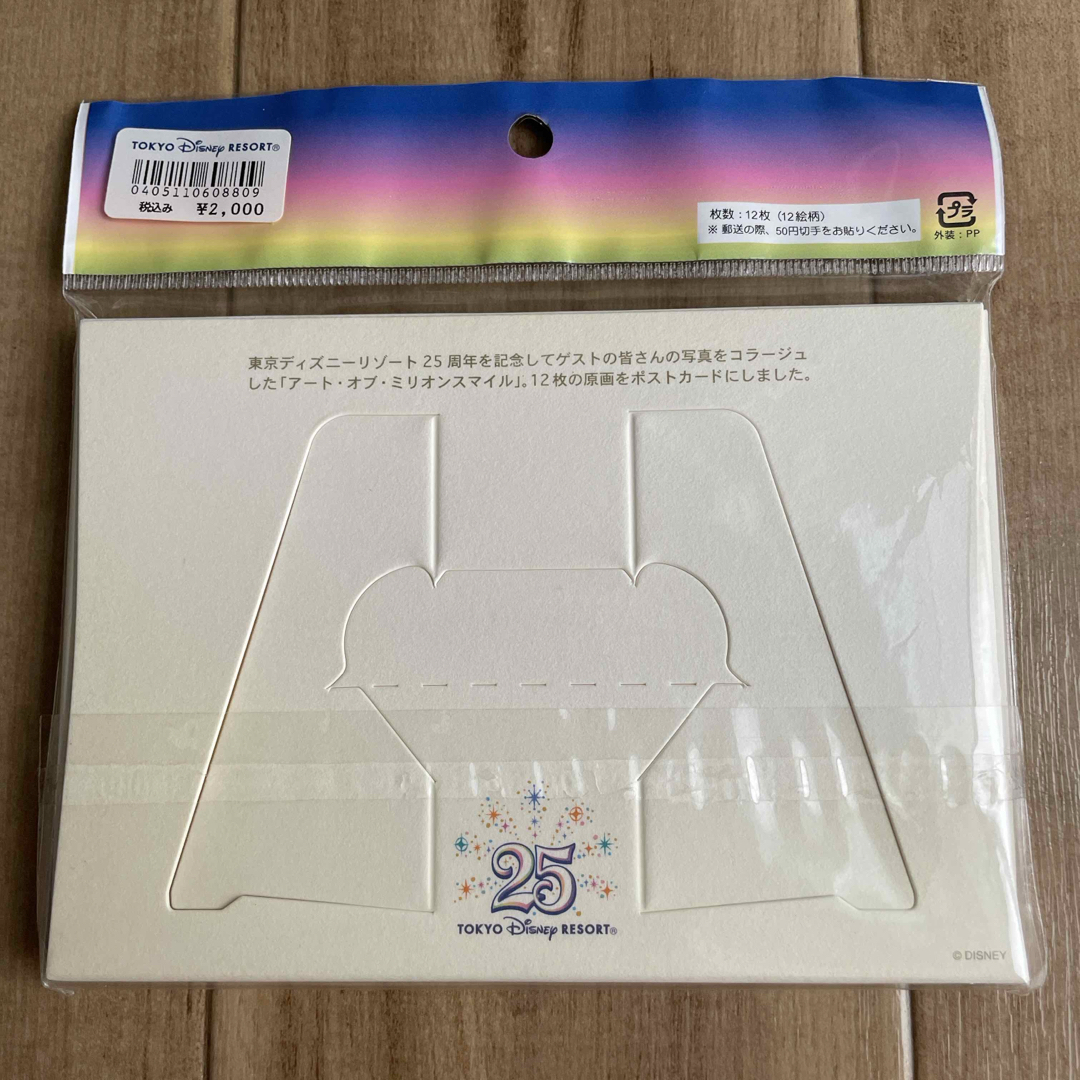 TOKYO Disney RESORT®
0405110608809
税込み ¥2,000
枚数：12枚（12絵柄）
※ 郵送の際、50円切手をお貼りください。
プラ
外装：PP
東京ディズニーリゾート 25 周年を記念してゲストの皆さんの写真をコラージュ
した「アート・オブ・ミリオンスマイル」。12枚の原画をポストカードにしました。
25
TOKYO Disney RESORT®
© DISNEY